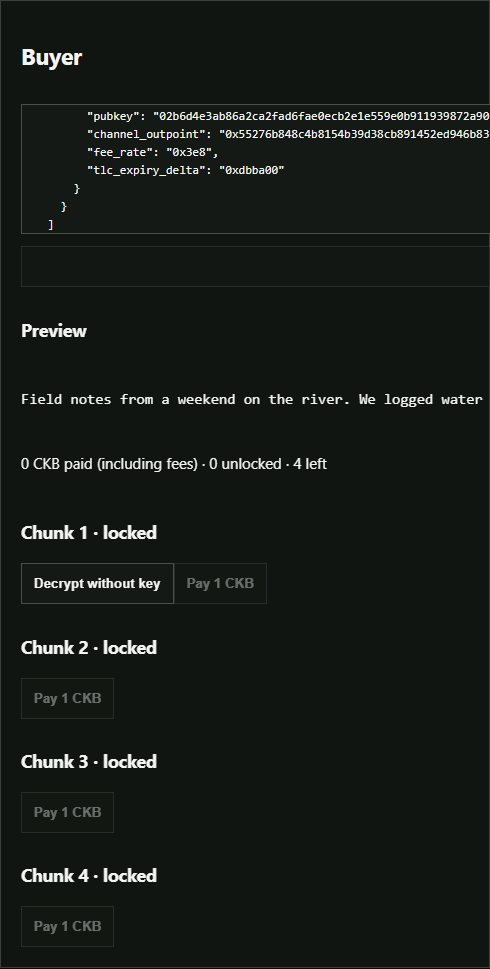 Buyer
"pubkey": "02b6d4e3ab86a2ca2fad6fae0ecb2e1e559e0b911939872a90
"channel_outpoint": "0x55276b848c4b8154b39d38cb891452ed946b83
"fee_rate": "0x3e8",
"tlc_expiry_delta": "0xdbba00"
}
}
]
Preview
Field notes from a weekend on the river. We logged water
0 CKB paid (including fees) · 0 unlocked · 4 left
Chunk 1 · locked
Decrypt without key Pay 1 CKB
Chunk 2 · locked
Pay 1 CKB
Chunk 3 · locked
Pay 1 CKB
Chunk 4 · locked
Pay 1 CKB